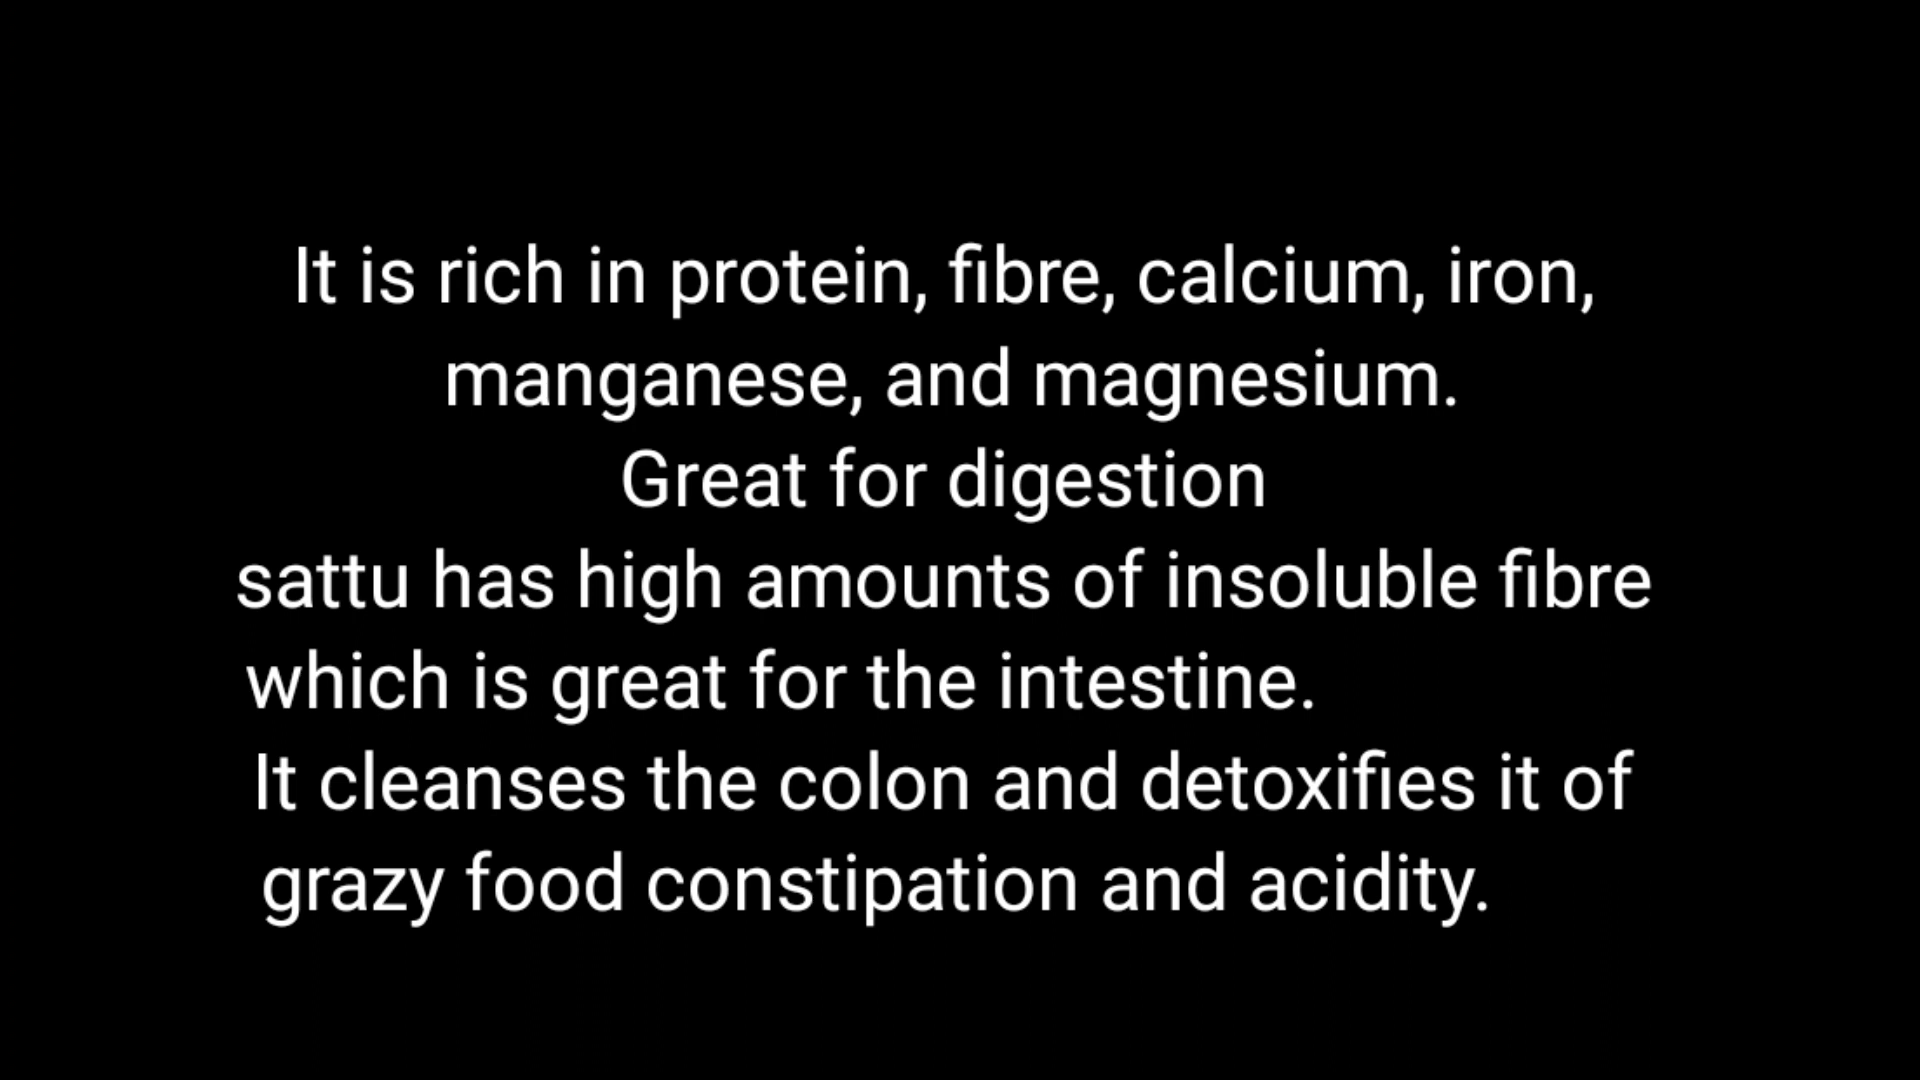 It is rich in protein, fibre, calcium, iron,
manganese, and magnesium.
Great for digestion
sattu has high amounts of insoluble fibre
which is great for the intestine.
It cleanses the colon and detoxifies it of
grazy food constipation and acidity.